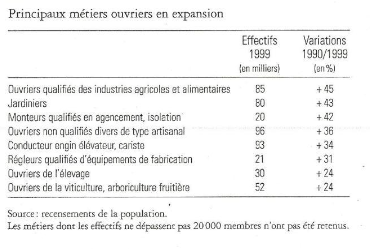 Principaux métiers ouvriers en expansion
Effectifs Variations
1999 1990/1999
(en milliers) (en %)
Ouvriers qualifiés des industries agricoles et alimentaires 85 + 45
Jardiniers 80 + 43
Monteurs qualifiés en agencement, isolation 20 + 42
Ouvriers non qualifiés divers de type artisanal 96 + 36
Conducteur engin élévateur, cariste 93 + 34
Régleurs qualifiés d'équipements de fabrication 21 + 31
Ouvriers de l'élevage 30 + 24
Ouvriers de la viticulture, arboriculture fruitière 52 + 24
Source : recensements de la population.
Les métiers dont les effectifs ne dépassent pas 20 000 membres n'ont pas été retenus.